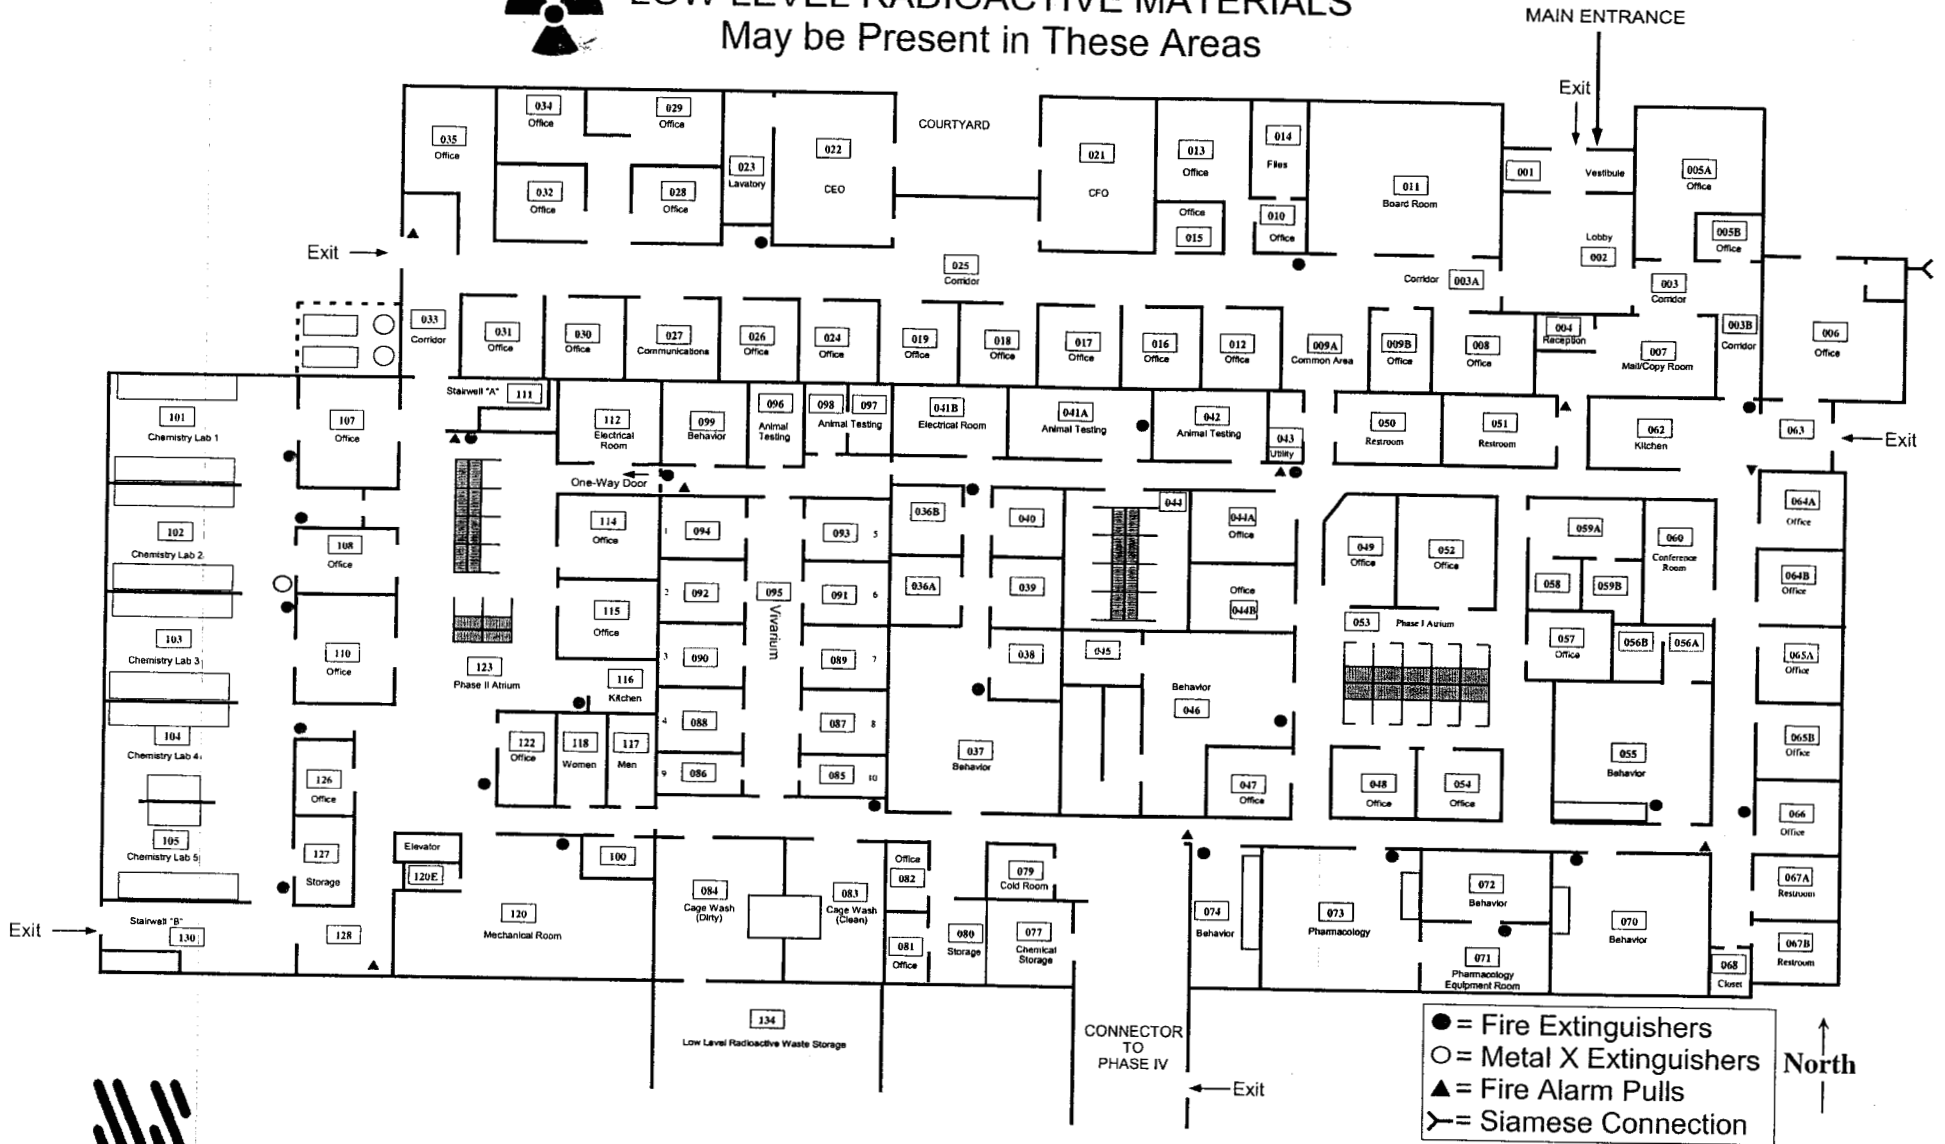 LOW LEVEL RADIOACTIVE MATERIALS
May be Present in These Areas
MAIN ENTRANCE
Exit
034
Office
029
Office
035
Office
032
Office
028
Office
023
Lavatory
022
CEO
COURTYARD
021
CFO
013
Office
014
Files
Office
015
010
Office
011
Board Room
001
Vestibule
Lobby
002
005A
Office
005B
Office
Exit
025
Corridor
Corridor
003A
003
Corridor
033
Corridor
031
Office
030
Office
027
Communications
026
Office
024
Office
019
Office
018
Office
017
Office
016
Office
012
Office
009A
Common Area
009B
Office
008
Office
004
Reception
007
Mail/Copy Room
003B
Corridor
006
Office
Stairwell "A"
111
101
Chemistry Lab 1
107
Office
112
Electrical
Room
099
Behavior
096
Animal
Testing
098
097
Animal Testing
041B
Electrical Room
041A
Animal Testing
042
Animal Testing
043
Utility
050
Restroom
051
Restroom
062
Kitchen
063
Exit
One-Way Door
102
Chemistry Lab 2
108
Office
114
Office
1
094
093
5
036B
040
044
044A
Office
049
052
Office
059A
060
Conference
Room
064A
Office
115
Office
2
092
095
Vivarium
091
6
036A
039
Office
044B
058
059B
064B
Office
103
Chemistry Lab 3
110
Office
123
Phase II Atrium
116
Kitchen
3
090
089
7
038
045
053
Phase I Atrium
057
Office
056B
056A
065A
Office
104
Chemistry Lab 4
122
Office
118
Women
117
Men
4
088
087
8
037
Behavior
Behavior
046
055
Behavior
065B
Office
126
Office
9
086
085
10
047
Office
048
Office
054
Office
066
Office
105
Chemistry Lab 5
127
Storage
Elevator
120E
100
084
Cage Wash
(Dirty)
083
Cage Wash
(Clean)
Office
082
079
Cold Room
074
Behavior
073
Pharmacology
072
Behavior
070
Behavior
067A
Restroom
Exit
Stairwell "B"
130
128
120
Mechanical Room
081
Office
080
Storage
077
Chemical
Storage
071
Pharmacology
Equipment Room
068
Closet
067B
Restroom
134
Low Level Radioactive Waste Storage
CONNECTOR
TO
PHASE IV
Exit
= Fire Extinguishers
= Metal X Extinguishers
= Fire Alarm Pulls
= Siamese Connection
North